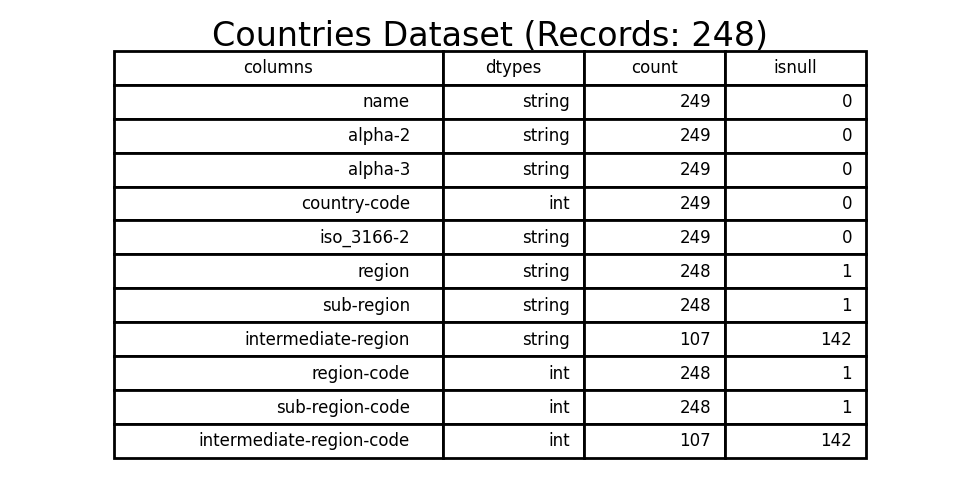 Countries Dataset (Records: 248)
columns dtypes count isnull
name string 249 0
alpha-2 string 249 0
alpha-3 string 249 0
country-code int 249 0
iso_3166-2 string 249 0
region string 248 1
sub-region string 248 1
intermediate-region string 107 142
region-code int 248 1
sub-region-code int 248 1
intermediate-region-code int 107 142